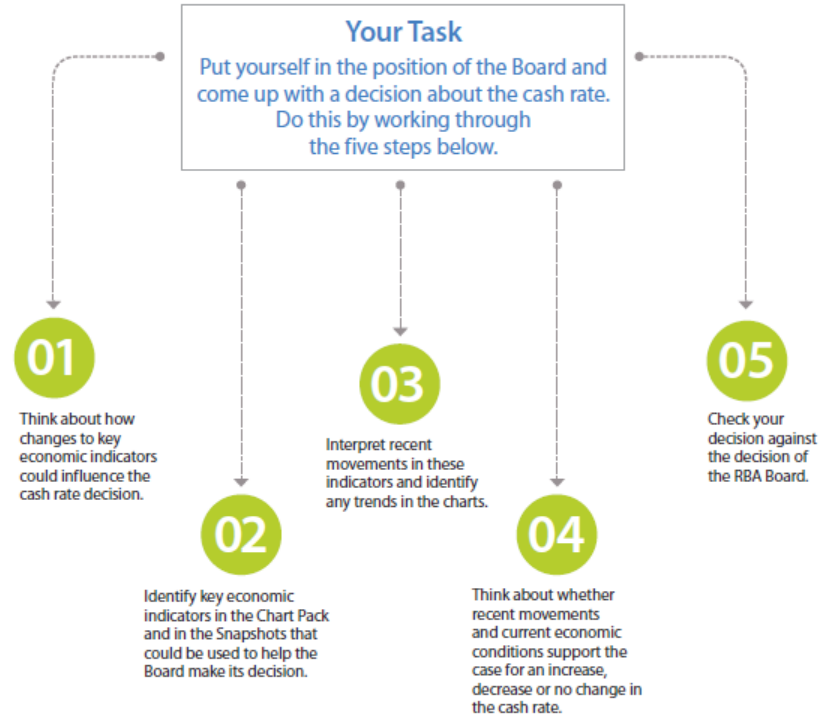 Your Task
Put yourself in the position of the Board and
come up with a decision about the cash rate.
Do this by working through
the five steps below.
01
Think about how
changes to key
economic indicators
could influence the
cash rate decision.
02
Identify key economic
indicators in the Chart Pack
and in the Snapshots that
could be used to help the
Board make its decision.
03
Interpret recent
movements in these
indicators and identify
any trends in the charts.
04
Think about whether
recent movements
and current economic
conditions support the
case for an increase,
decrease or no change in
the cash rate.
05
Check your
decision against
the decision of
the RBA Board.